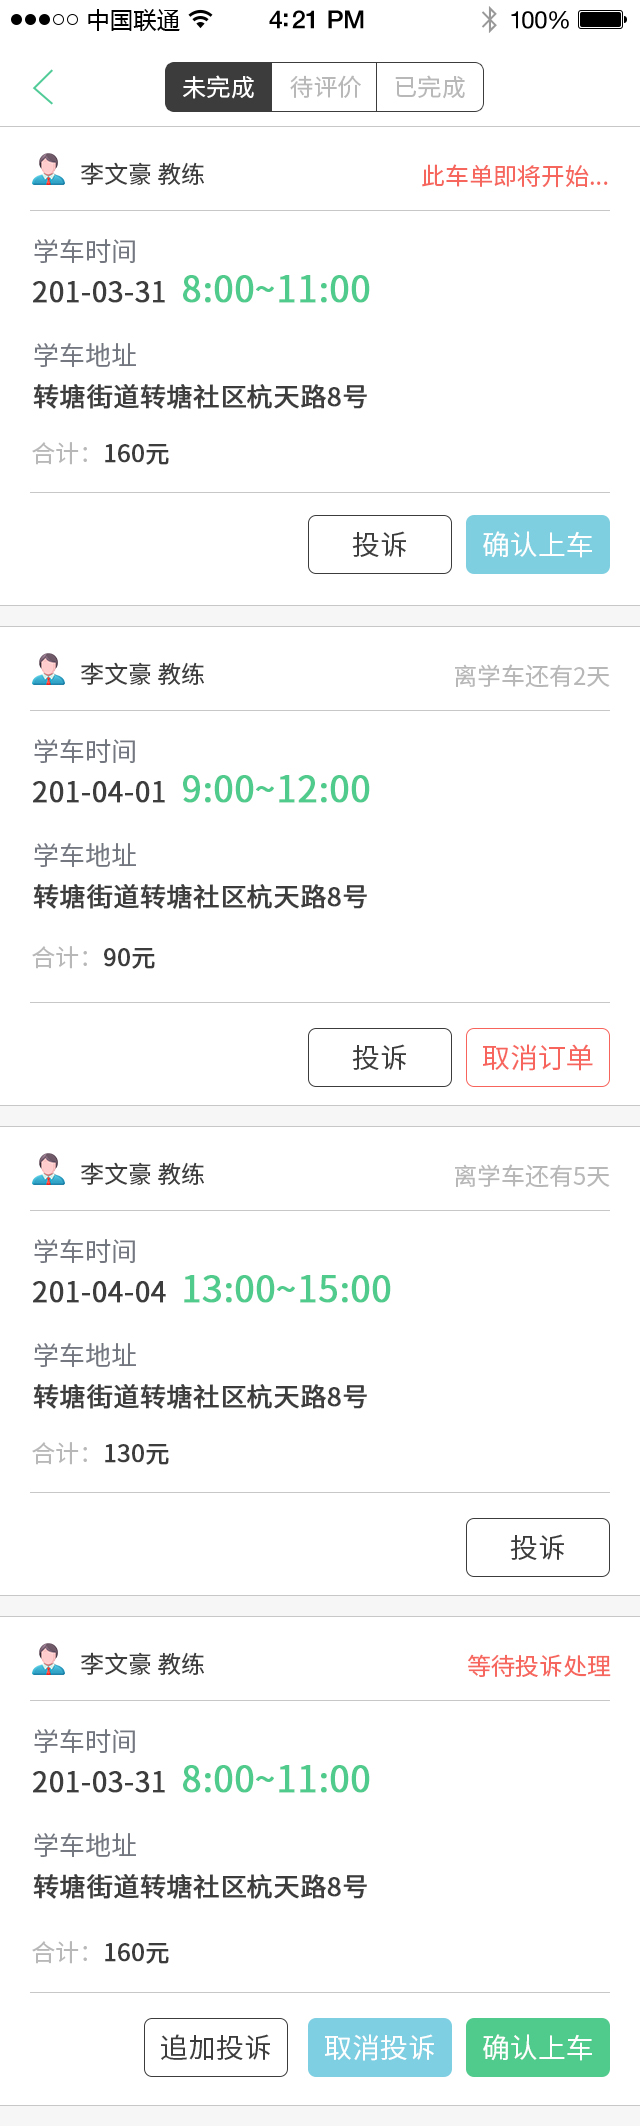 中国联通 4:21 PM 100%
未完成 待评价 已完成
李文豪 教练 此车单即将开始...
学车时间
201-03-31 8:00~11:00
学车地址
转塘街道转塘社区杭天路8号
合计: 160元
投诉 确认上车
李文豪 教练 离学车还有2天
学车时间
201-04-01 9:00~12:00
学车地址
转塘街道转塘社区杭天路8号
合计: 90元
投诉 取消订单
李文豪 教练 离学车还有5天
学车时间
201-04-04 13:00~15:00
学车地址
转塘街道转塘社区杭天路8号
合计: 130元
投诉
李文豪 教练 等待投诉处理
学车时间
201-03-31 8:00~11:00
学车地址
转塘街道转塘社区杭天路8号
合计: 160元
追加投诉 取消投诉 确认上车